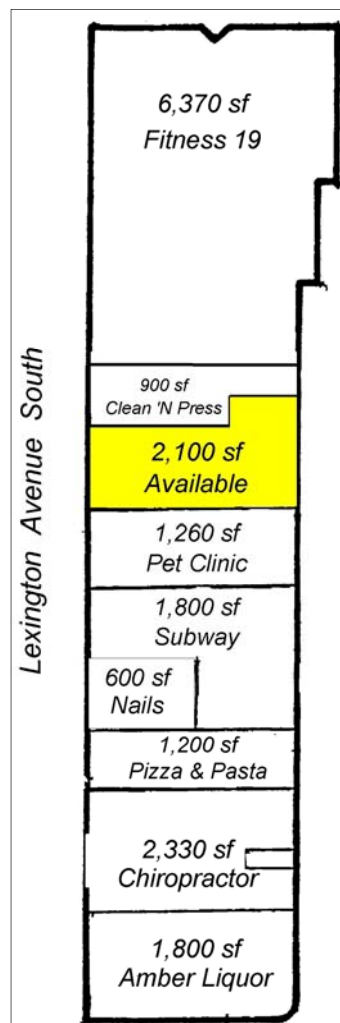 6,370 sf
Fitness 19
900 sf
Clean 'N Press
2,100 sf
Available
1,260 sf
Pet Clinic
1,800 sf
Subway
600 sf
Nails
1,200 sf
Pizza & Pasta
2,330 sf
Chiropractor
1,800 sf
Amber Liquor
Lexington Avenue South